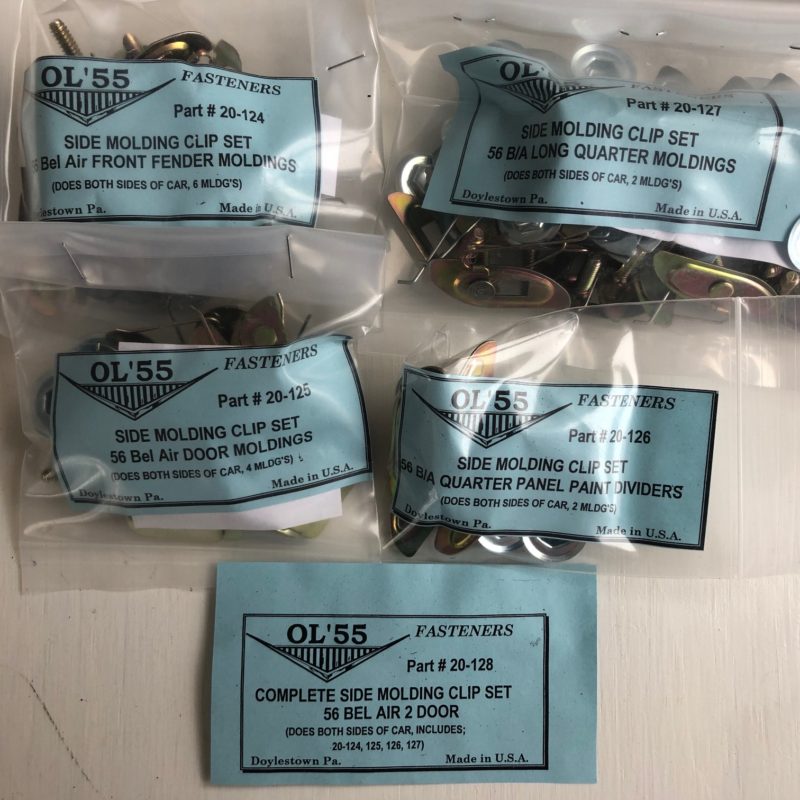 OL'55 FASTENERS
Part # 20-124
SIDE MOLDING CLIP SET
Bel Air FRONT FENDER MOLDINGS
(DOES BOTH SIDES OF CAR, 6 MLDG'S)
Doylestown Pa. Made in U.S.A.
OL'55
Part # 20-127
SIDE MOLDING CLIP SET
56 B/A LONG QUARTER MOLDINGS
(DOES BOTH SIDES OF CAR, 2 MLDG'S)
Doylestown Pa. Made in U.S.A.
OL'55 FASTENERS
Part # 20-125
SIDE MOLDING CLIP SET
56 Bel Air DOOR MOLDINGS
(DOES BOTH SIDES OF CAR, 4 MLDG'S)
Doylestown Pa. Made in U.S.A.
OL'55 FASTENERS
Part # 20-126
SIDE MOLDING CLIP SET
56 B/A QUARTER PANEL PAINT DIVIDERS
(DOES BOTH SIDES OF CAR, 2 MLDG'S)
Doylestown Pa. Made in U.S.A.
OL'55 FASTENERS
Part # 20-128
COMPLETE SIDE MOLDING CLIP SET
56 BEL AIR 2 DOOR
(DOES BOTH SIDES OF CAR, INCLUDES;
20-124, 125, 126, 127)
Doylestown Pa. Made in U.S.A.